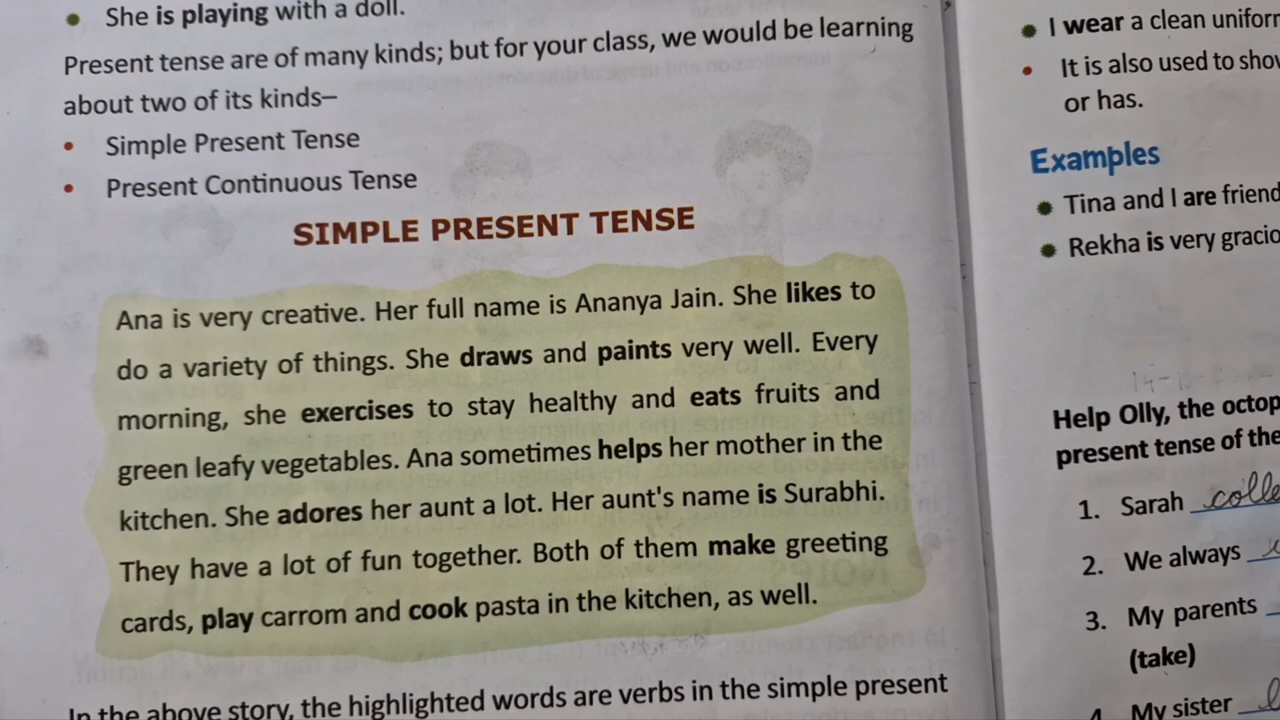 She is playing with a doll.
Present tense are of many kinds; but for your class, we would be learning
about two of its kinds–
• Simple Present Tense
• Present Continuous Tense
SIMPLE PRESENT TENSE
Ana is very creative. Her full name is Ananya Jain. She likes to
do a variety of things. She draws and paints very well. Every
morning, she exercises to stay healthy and eats fruits and
green leafy vegetables. Ana sometimes helps her mother in the
kitchen. She adores her aunt a lot. Her aunt's name is Surabhi.
They have a lot of fun together. Both of them make greeting
cards, play carrom and cook pasta in the kitchen, as well.
In the above story, the highlighted words are verbs in the simple present
I wear a clean
• It is also used to
or has.
Examples
Tina and I are
Rekha is very
Help Olly, the
present tense of the
1. Sarah
2. We always
3. My parents
(take)
My sister